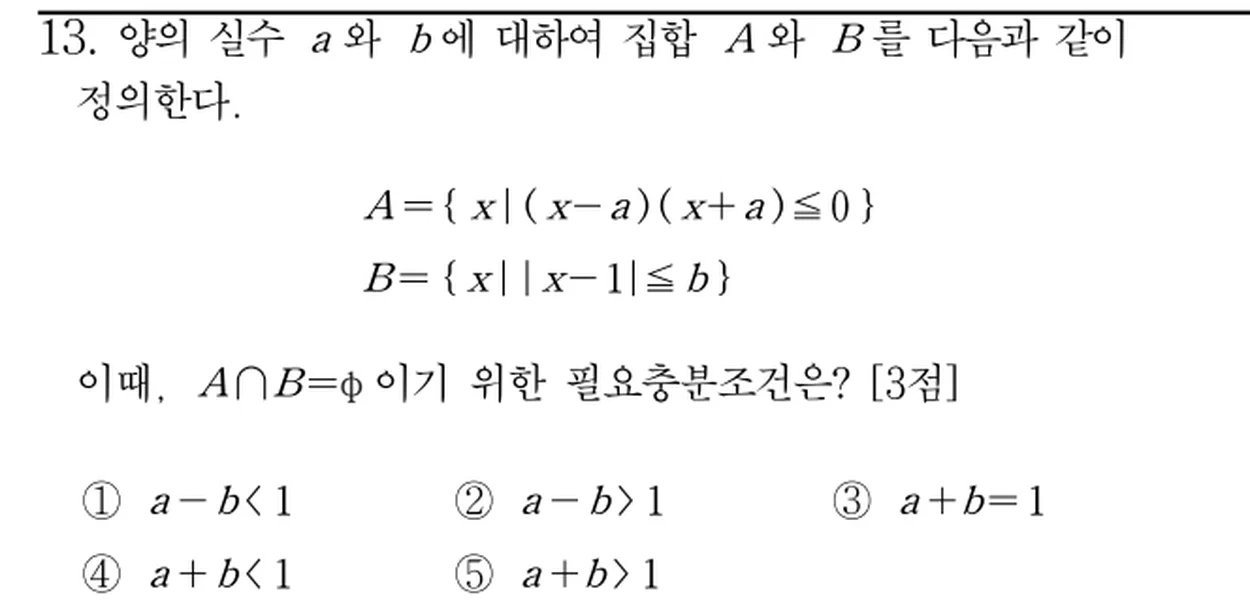 13. 양의 실수 a와 b에 대하여 집합 A와 B를 다음과 같이
정의한다.
A={ x|( x-a)( x+a)≦0 }
B={ x| | x-1|≦ b}
이때, A∩B=φ 이기 위한 필요충분조건은? [3점]
① a-b< 1 ② a-b> 1 ③ a+b=1
④ a+b< 1 ⑤ a+b> 1